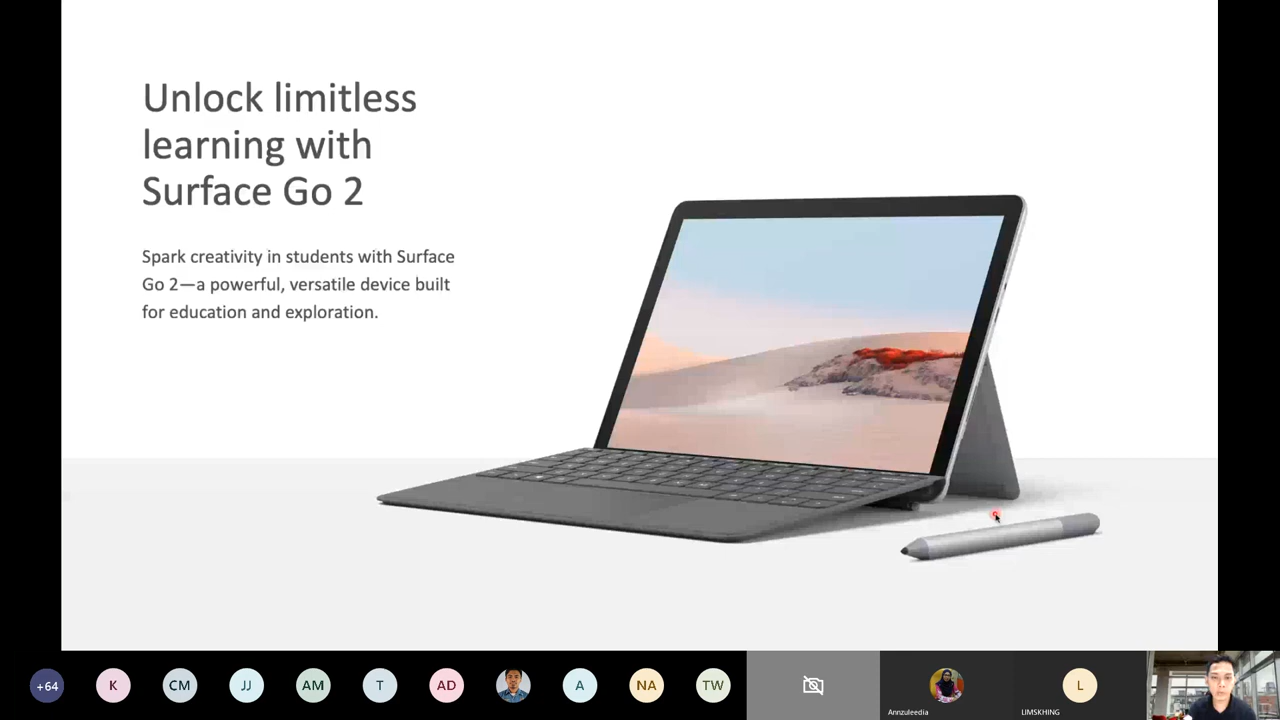 Unlock limitless
learning with
Surface Go 2
Spark creativity in students with Surface
Go 2—a powerful, versatile device built
for education and exploration.
+64
K
CM
JJ
AM
T
AD
A
NA
TW
L
Annzuleedia
LIMSKHING